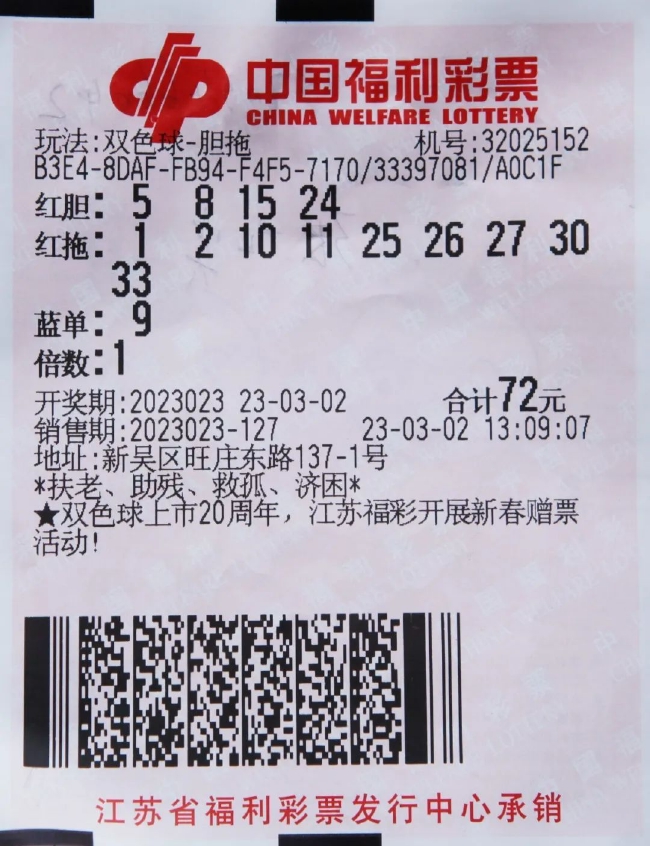 中国福利彩票
CHINA WELFARE LOTTERY
玩法:双色球-胆拖 机号:32025152
B3E4-8DAF-FB94-F4F5-7170/33397081/A0C1F
红胆: 5 8 15 24
红拖: 1 2 10 11 25 26 27 30
33
蓝单: 9
倍数:1
开奖期:2023023 23-03-02 合计72元
销售期:2023023-127 23-03-02 13:09:07
地址:新吴区旺庄东路137-1号
*扶老、助残、救孤、济困*
★双色球上市20周年，江苏福彩开展新春赠票
活动!
江苏省福利彩票发行中心承销